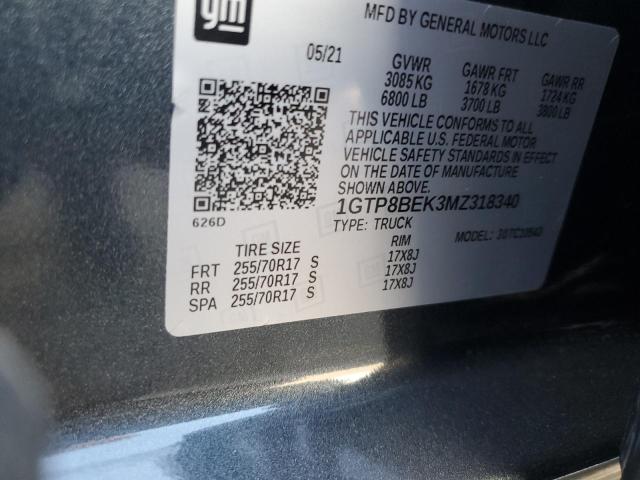 gm
MFD BY GENERAL MOTORS LLC
05/21 GVWR GAWR FRT GAWR RR
3085 KG 1678 KG 1724 KG
6800 LB 3700 LB 3800 LB
THIS VEHICLE CONFORMS TO ALL
APPLICABLE U.S. FEDERAL MOTOR
VEHICLE SAFETY STANDARDS IN EFFECT
ON THE DATE OF MANUFACTURE
SHOWN ABOVE.
626D
1GTP8BEK3MZ318340
TYPE: TRUCK MODEL:
TIRE SIZE RIM
FRT 255/70R17 S 17X8J
RR 255/70R17 S 17X8J
SPA 255/70R17 S 17X8J